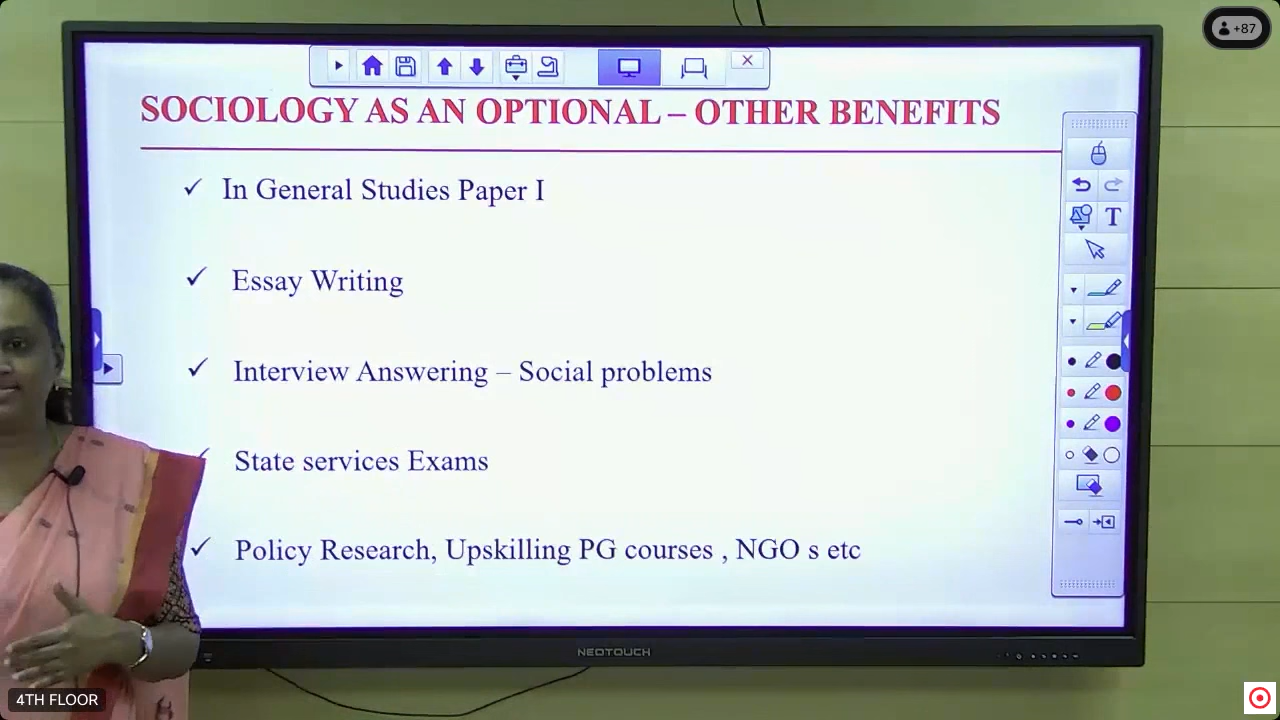 +87
SOCIOLOGY AS AN OPTIONAL – OTHER BENEFITS
✓ In General Studies Paper I
✓ Essay Writing
✓ Interview Answering – Social problems
State services Exams
✓ Policy Research, Upskilling PG courses , NGO s etc
T
NEOTOUCH
4TH FLOOR